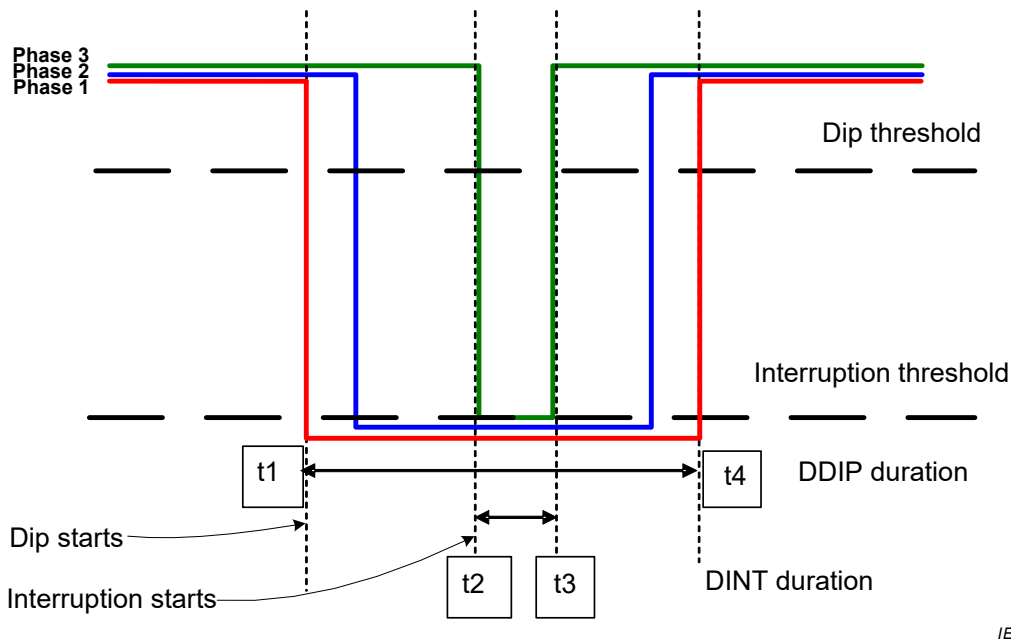 Phase 3
Phase 2
Phase 1
Dip threshold
Interruption threshold
t1
t4
DDIP duration
Dip starts
t2
t3
DINT duration
Interruption starts
IE